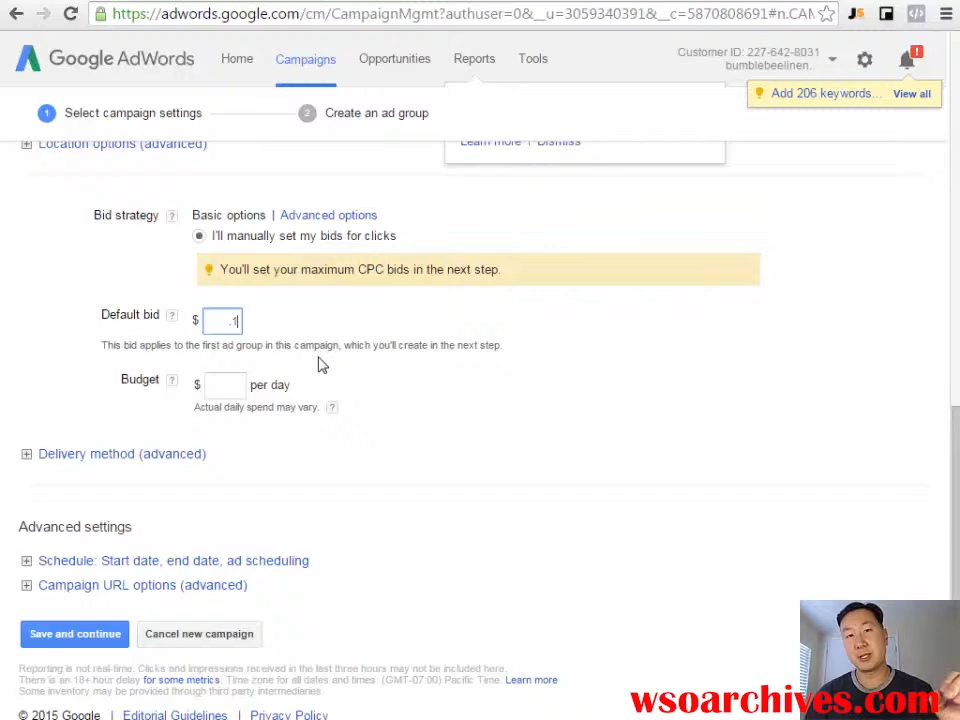 https://adwords.google.com/cm/CampaignMgmt?authuser=0&__u=3059340391&__c=5870808691#n.CAM
Google AdWords Home Campaigns Opportunities Reports Tools
Customer ID: 227-642-8031
bumblebeelinen...
!
Add 206 keywords... View all
1 Select campaign settings 2 Create an ad group
Location options (advanced)
Learn more Dismiss
Bid strategy ? Basic options | Advanced options
I'll manually set my bids for clicks
You'll set your maximum CPC bids in the next step.
Default bid ? $ .1
This bid applies to the first ad group in this campaign, which you'll create in the next step.
Budget ? $ per day
Actual daily spend may vary. ?
Delivery method (advanced)
Advanced settings
Schedule: Start date, end date, ad scheduling
Campaign URL options (advanced)
Save and continue Cancel new campaign
Reporting is not real-time. Clicks and impressions received in the last three hours may not be included here.
There is an 18+ hour delay for some metrics. Time zone for all dates and times. (GMT-07:00) Pacific Time. Learn more
Some inventory may be provided through third party intermediaries.
© 2015 Google Editorial Guidelines Privacy Policy
wsoarchives.com